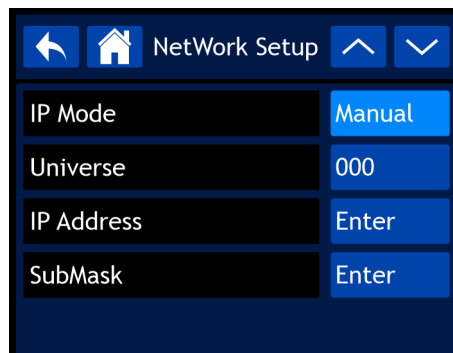 NetWork Setup
IP Mode Manual
Universe 000
IP Address Enter
SubMask Enter